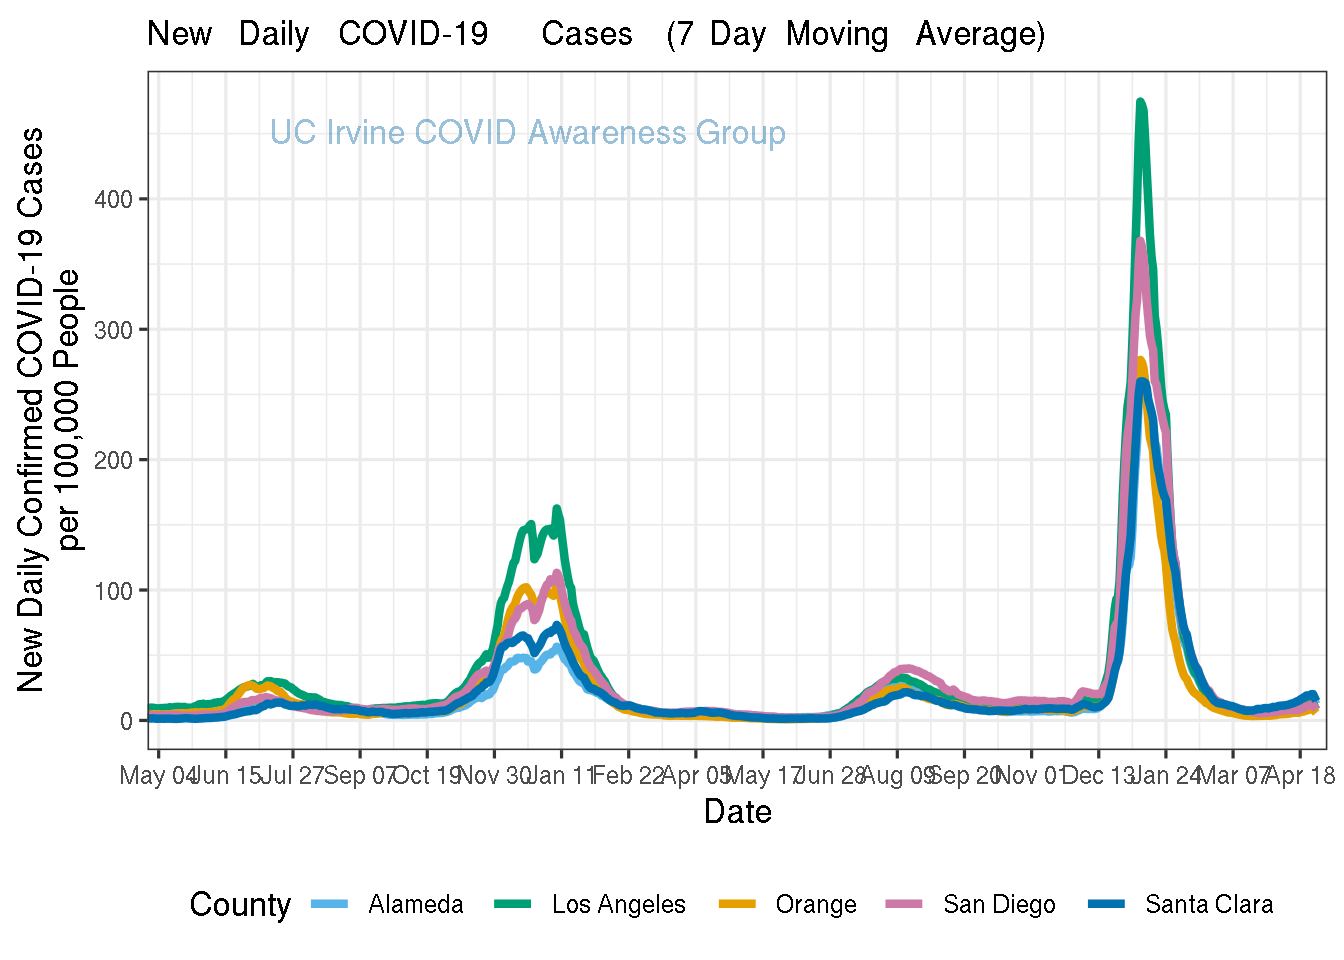 New Daily COVID-19 Cases (7 Day Moving Average)
UC Irvine COVID Awareness Group
New Daily Confirmed COVID-19 Cases
per 100,000 People
400
300
200
100
0
May 04 Jun 15 Jul 27 Sep 07 Oct 19 Nov 30 Jan 11 Feb 22 Apr 05 May 17 Jun 28 Aug 09 Sep 20 Nov 01 Dec 13 Jan 24 Mar 07 Apr 18
Date
County Alameda Los Angeles Orange San Diego Santa Clara